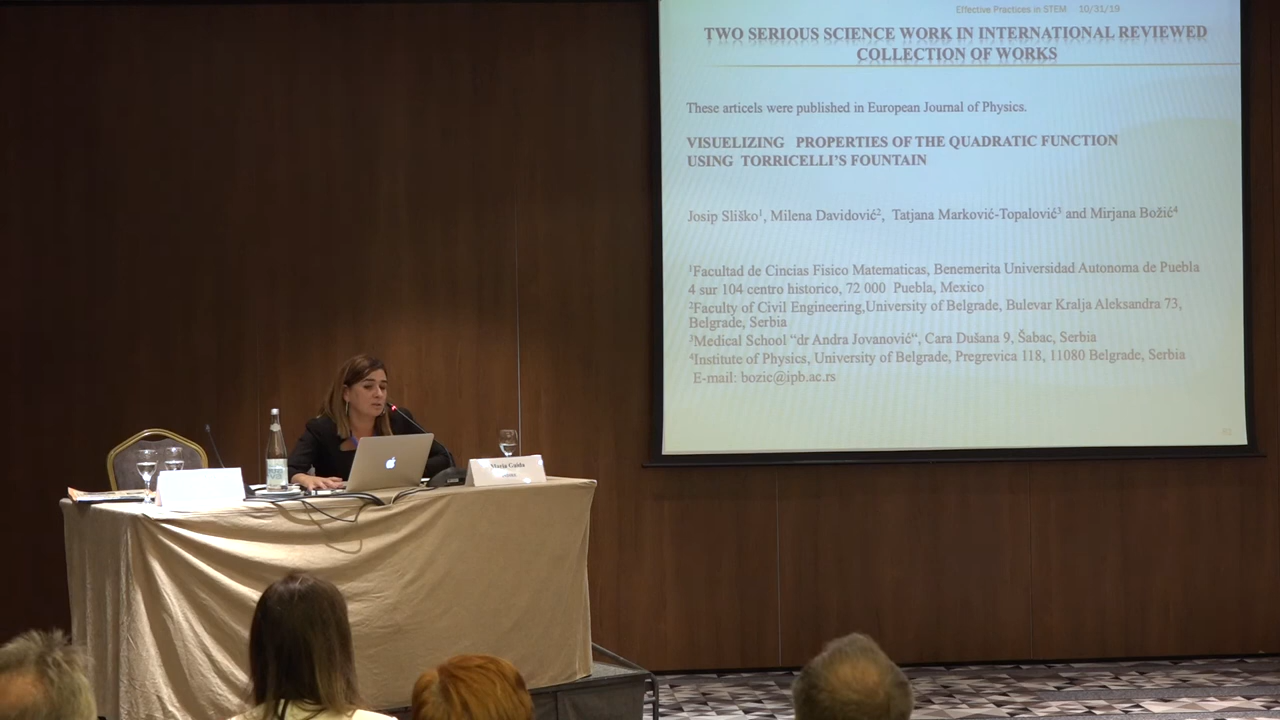 Effective Practices in STEM 10/31/19
TWO SERIOUS SCIENCE WORK IN INTERNATIONAL REVIEWED
COLLECTION OF WORKS
These articels were published in European Journal of Physics.
VISUELIZING PROPERTIES OF THE QUADRATIC FUNCTION
USING TORRICELLI'S FOUNTAIN
Josip Sliško¹, Milena Davidović², Tatjana Marković-Topalović³ and Mirjana Božić⁴
¹Facultad de Cincias Fisico Matematicas, Benemerita Universidad Autonoma de Puebla
4 sur 104 centro historico, 72 000 Puebla, Mexico
²Faculty of Civil Engineering,University of Belgrade, Bulevar Kralja Aleksandra 73,
Belgrade, Serbia
³Medical School “dr Andra Jovanović“, Cara Dušana 9, Šabac, Serbia
⁴Institute of Physics, University of Belgrade, Pregrevica 118, 11080 Belgrade, Serbia
E-mail: bozic@ipb.ac.rs